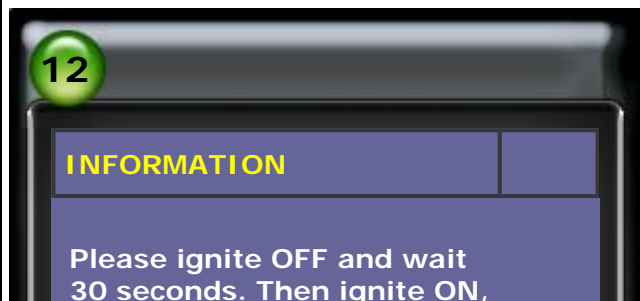 12
INFORMATION
Please ignite OFF and wait
30 seconds. Then ignite ON,